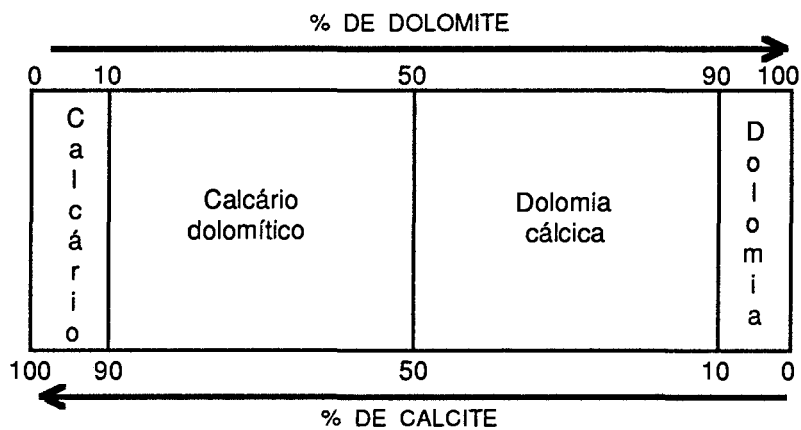 % DE DOLOMITE
0 10 50 90 100
Calcário
Calcário
dolomítico
Dolomia
cálcica
Dolomia
100 90 50 10 0
% DE CALCITE